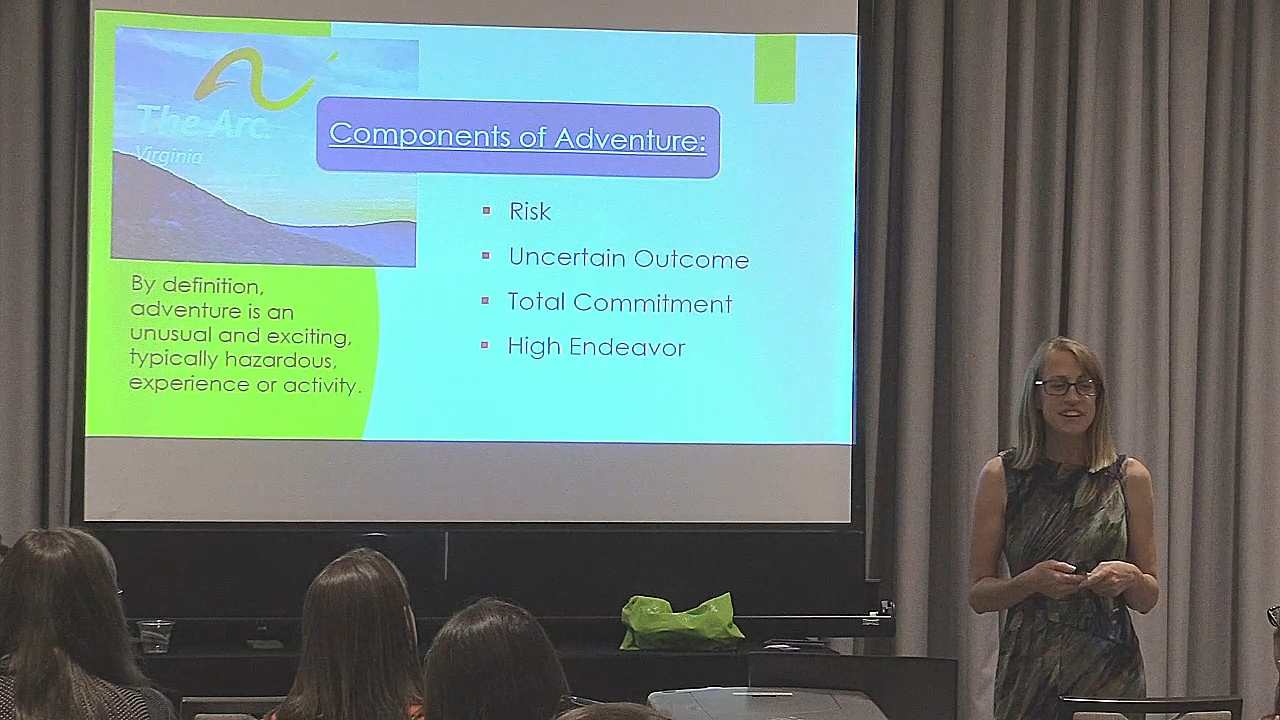 The Arc.
Virginia
Components of Adventure:
Risk
Uncertain Outcome
Total Commitment
High Endeavor
By definition,
adventure is an
unusual and exciting,
typically hazardous,
experience or activity.